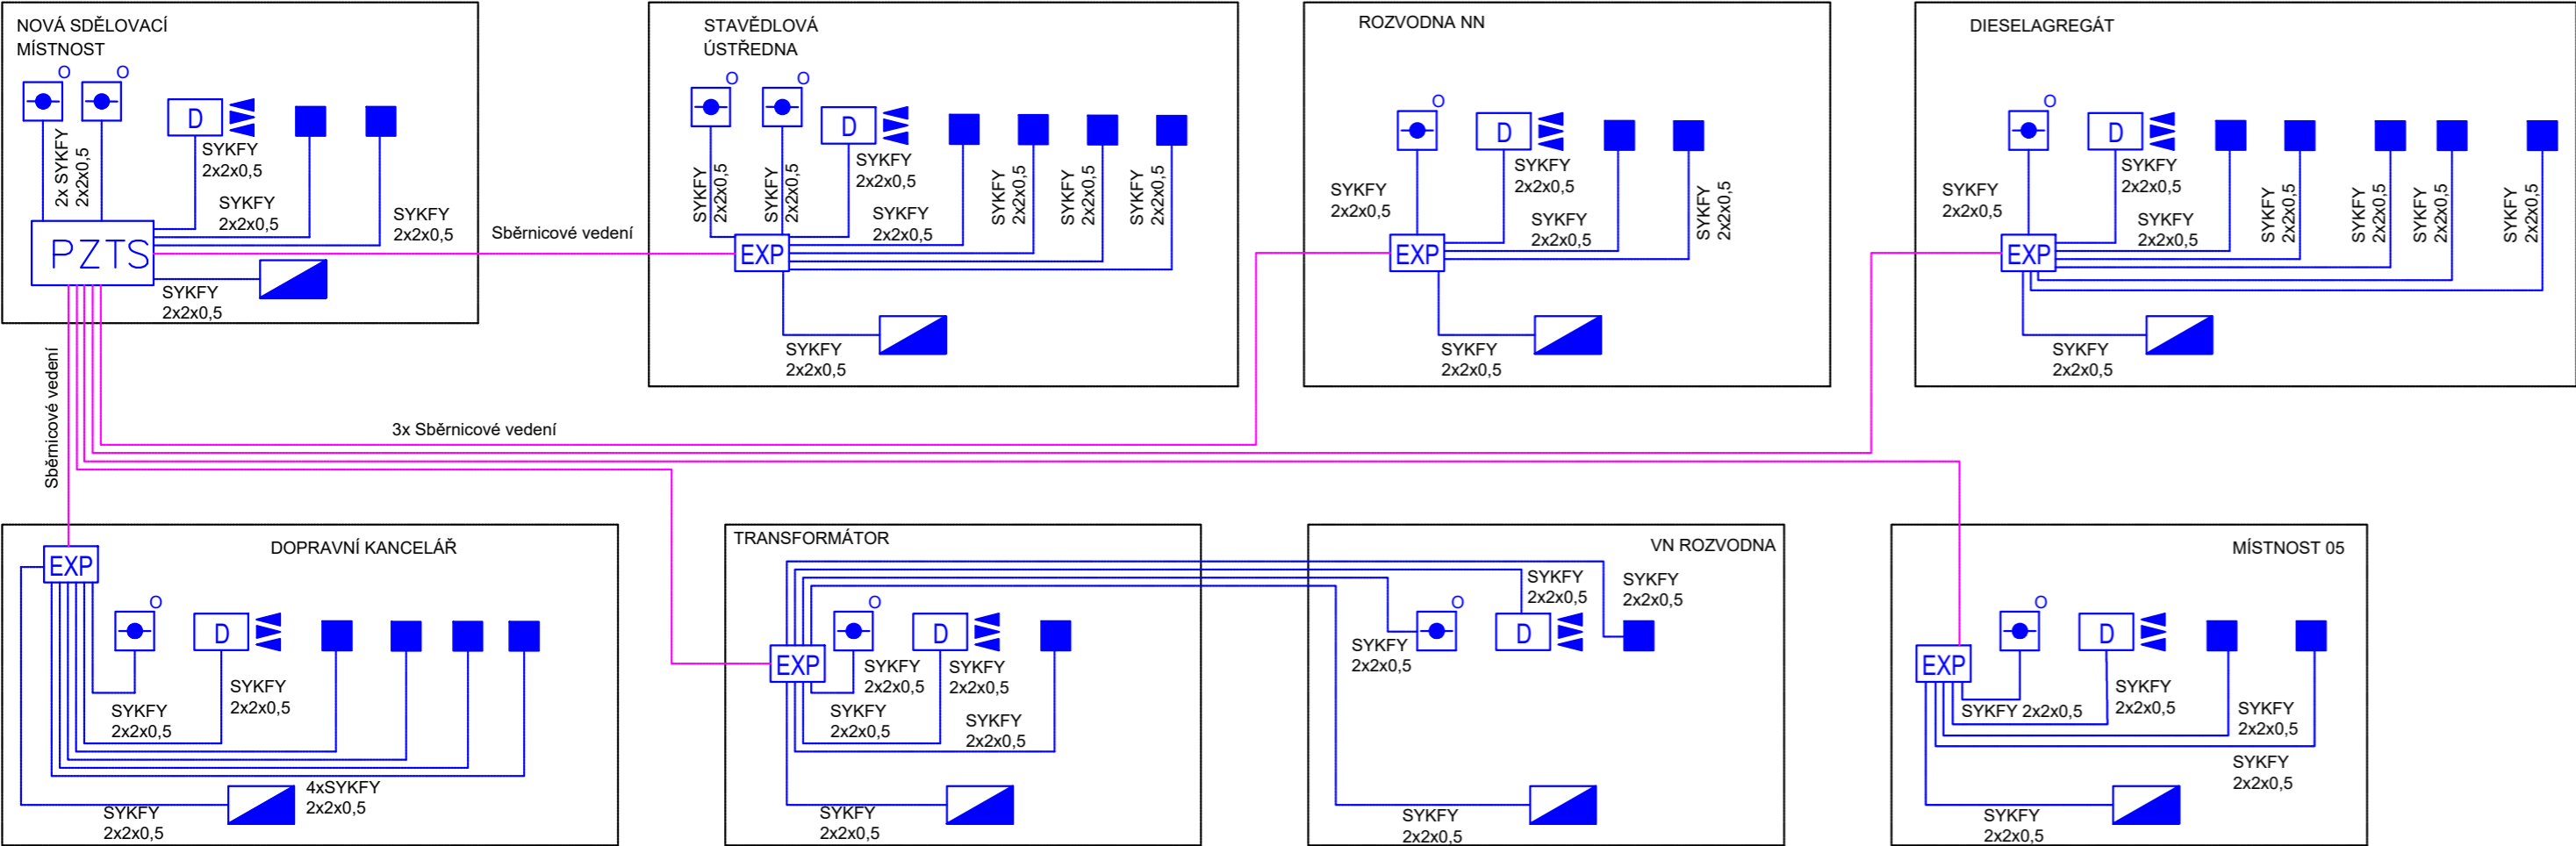 NOVÁ SDĚLOVACÍ
MÍSTNOST
O
O
2x SYKFY
2x2x0,5
D
SYKFY
2x2x0,5
SYKFY
2x2x0,5
SYKFY
2x2x0,5
PZTS
SYKFY
2x2x0,5
Sběrnicové vedení
STAVĚDLOVÁ
ÚSTŘEDNA
O
O
SYKFY
2x2x0,5
SYKFY
2x2x0,5
D
SYKFY
2x2x0,5
SYKFY
2x2x0,5
SYKFY
2x2x0,5
SYKFY
2x2x0,5
SYKFY
2x2x0,5
EXP
SYKFY
2x2x0,5
ROZVODNA NN
O
D
SYKFY
2x2x0,5
SYKFY
2x2x0,5
SYKFY
2x2x0,5
SYKFY
2x2x0,5
EXP
SYKFY
2x2x0,5
DIESELAGREGÁT
O
D
SYKFY
2x2x0,5
SYKFY
2x2x0,5
SYKFY
2x2x0,5
SYKFY
2x2x0,5
SYKFY
2x2x0,5
SYKFY
2x2x0,5
SYKFY
2x2x0,5
EXP
SYKFY
2x2x0,5
Sběrnicové vedení
3x Sběrnicové vedení
DOPRAVNÍ KANCELÁŘ
EXP
O
D
SYKFY
2x2x0,5
SYKFY
2x2x0,5
4xSYKFY
2x2x0,5
SYKFY
2x2x0,5
TRANSFORMÁTOR
O
D
EXP
SYKFY
2x2x0,5
SYKFY
2x2x0,5
SYKFY
2x2x0,5
SYKFY
2x2x0,5
SYKFY
2x2x0,5
VN ROZVODNA
SYKFY
2x2x0,5
SYKFY
2x2x0,5
O
D
SYKFY
2x2x0,5
SYKFY
2x2x0,5
MÍSTNOST 05
O
D
EXP
SYKFY 2x2x0,5
SYKFY
2x2x0,5
SYKFY
2x2x0,5
SYKFY
2x2x0,5
SYKFY
2x2x0,5